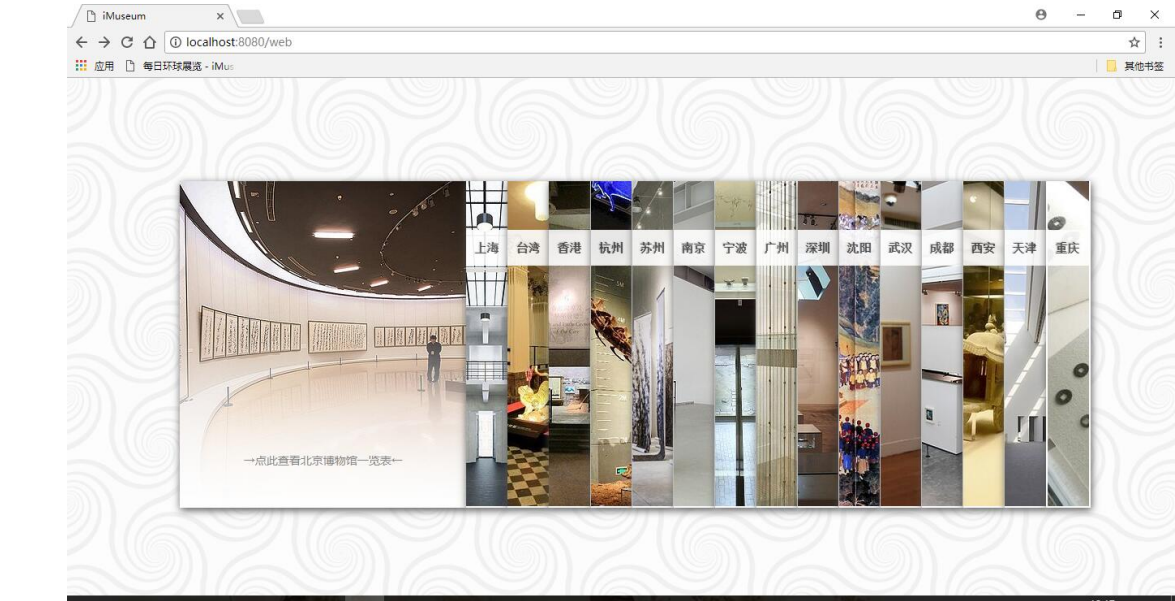 iMuseum
localhost:8080/web
应用 每日环球展览 - iMus
其他书签
上海 台湾 香港 杭州 苏州 南京 宁波 广州 深圳 沈阳 武汉 成都 西安 天津 重庆
→点此查看北京博物馆一览表←